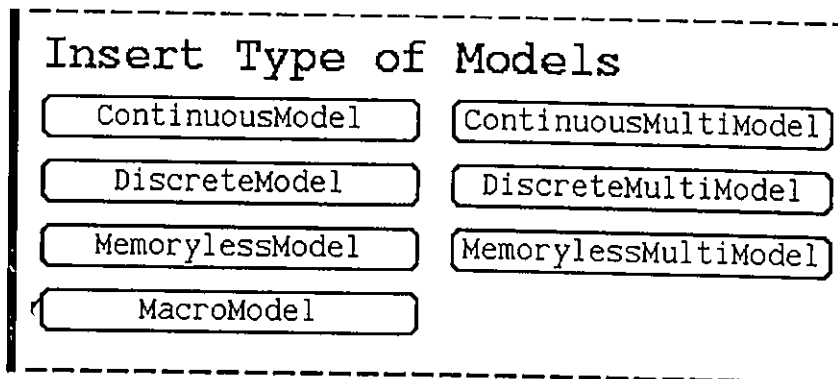 Insert Type of Models
ContinuousModel ContinuousMultiModel
DiscreteModel DiscreteMultiModel
MemorylessModel MemorylessMultiModel
MacroModel